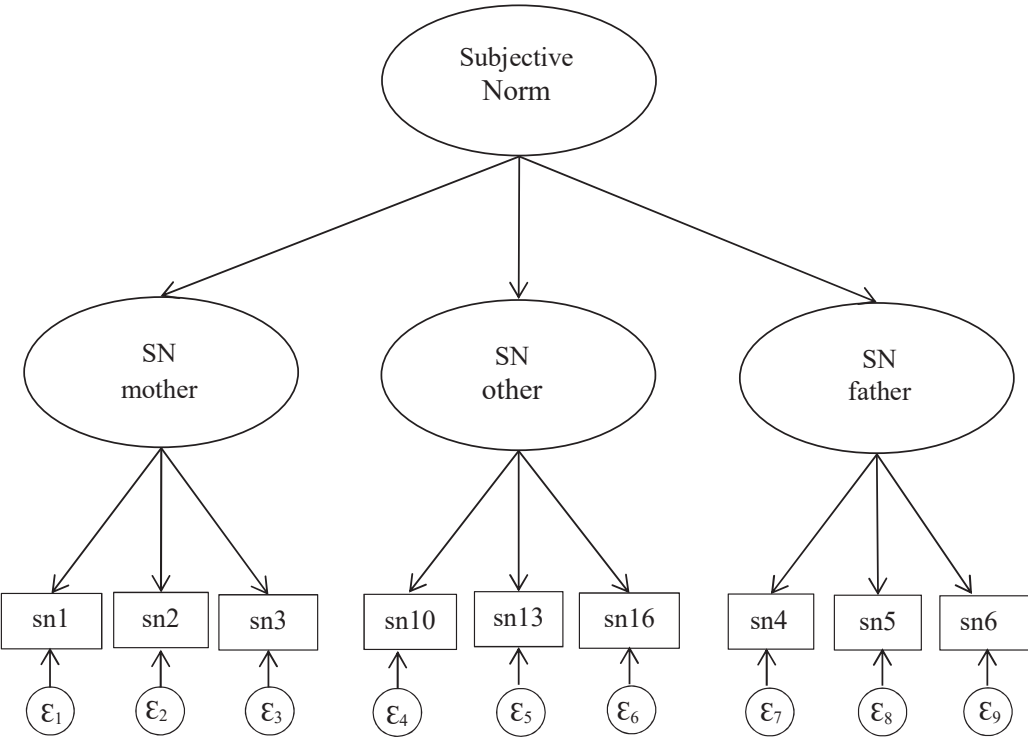 Subjective
Norm
SN
mother
SN
other
SN
father
sn1
sn2
sn3
sn10
sn13
sn16
sn4
sn5
sn6
ε1
ε2
ε3
ε4
ε5
ε6
ε7
ε8
ε9